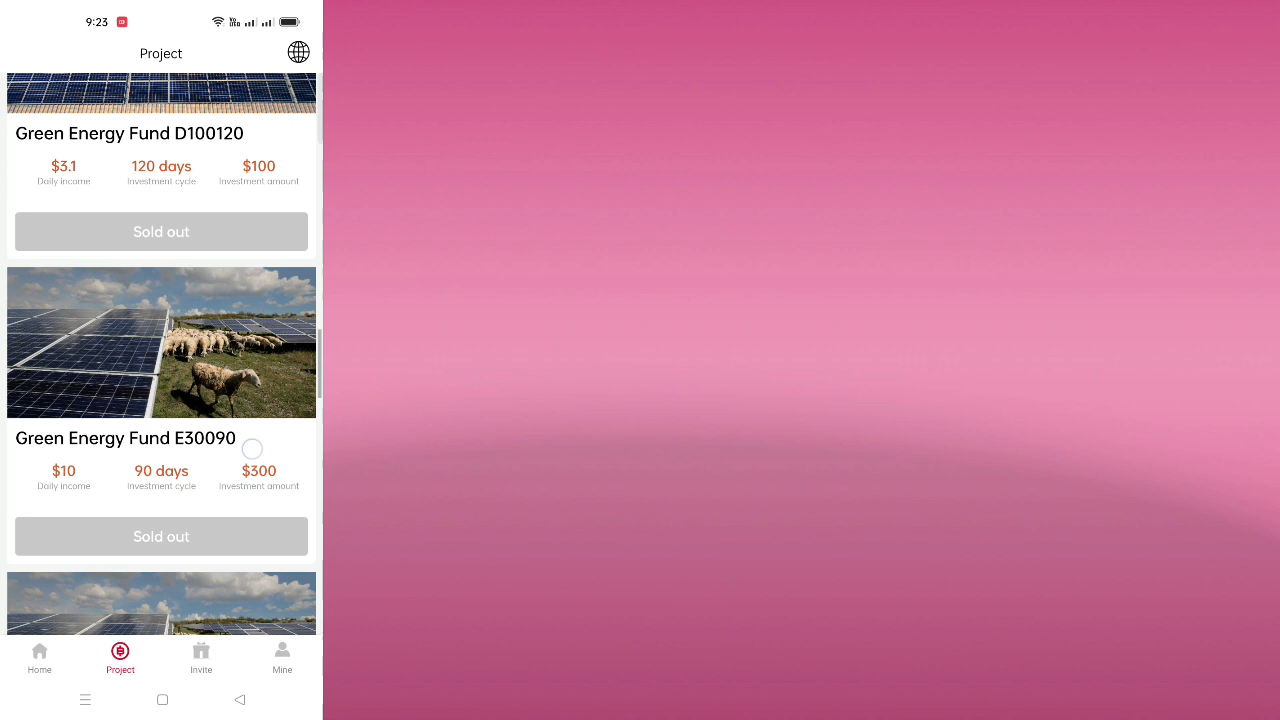 9:23
Project
Green Energy Fund D100120
$3.1 120 days $100
Daily income Investment cycle Investment amount
Sold out
Green Energy Fund E30090
$10 90 days $300
Daily income Investment cycle Investment amount
Sold out
Home Project Invite Mine